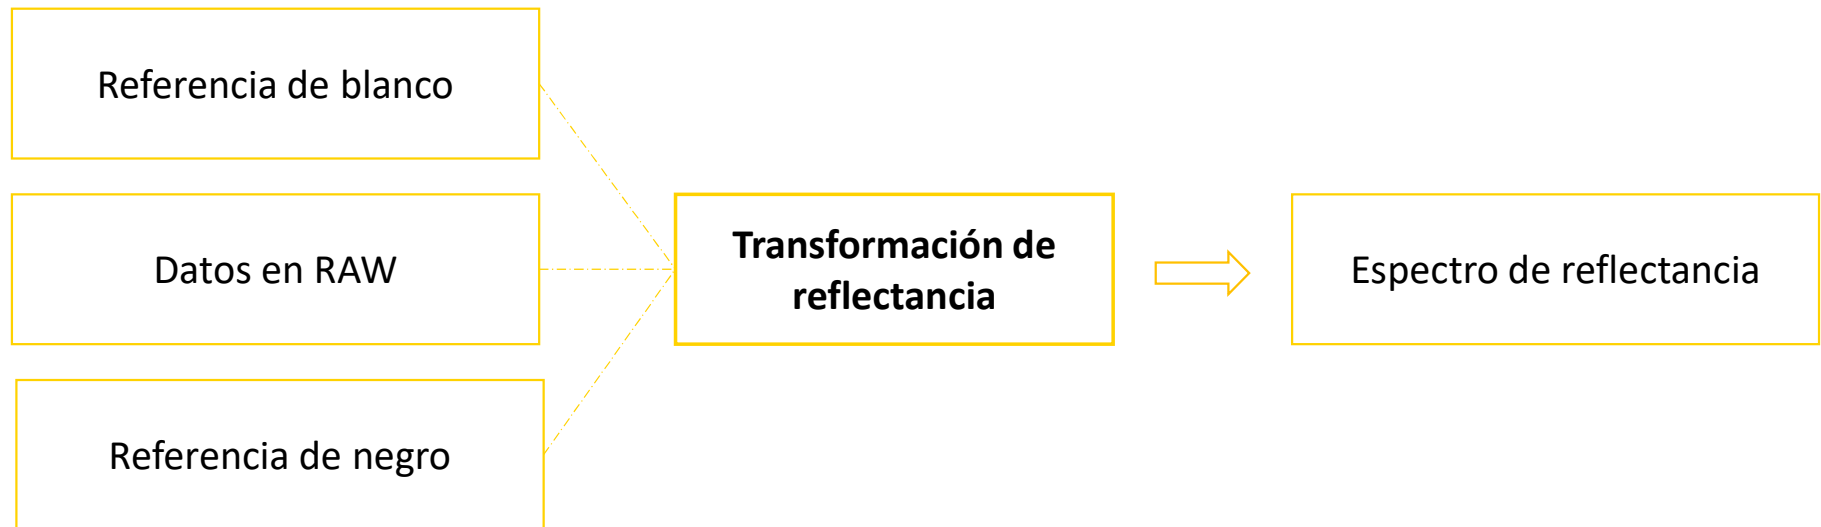 Referencia de blanco
Datos en RAW
Referencia de negro
Transformación de
reflectancia
Espectro de reflectancia